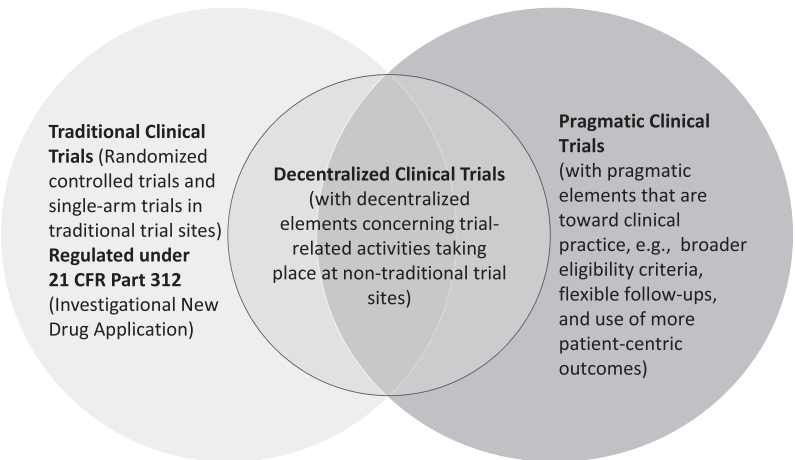 Traditional Clinical
Trials (Randomized
controlled trials and
single-arm trials in
traditional trial sites)
Regulated under
21 CFR Part 312
(Investigational New
Drug Application)
Decentralized Clinical Trials
(with decentralized
elements concerning trial-
related activities taking
place at non-traditional trial
sites)
Pragmatic Clinical
Trials
(with pragmatic
elements that are
toward clinical
practice, e.g., broader
eligibility criteria,
flexible follow-ups,
and use of more
patient-centric
outcomes)